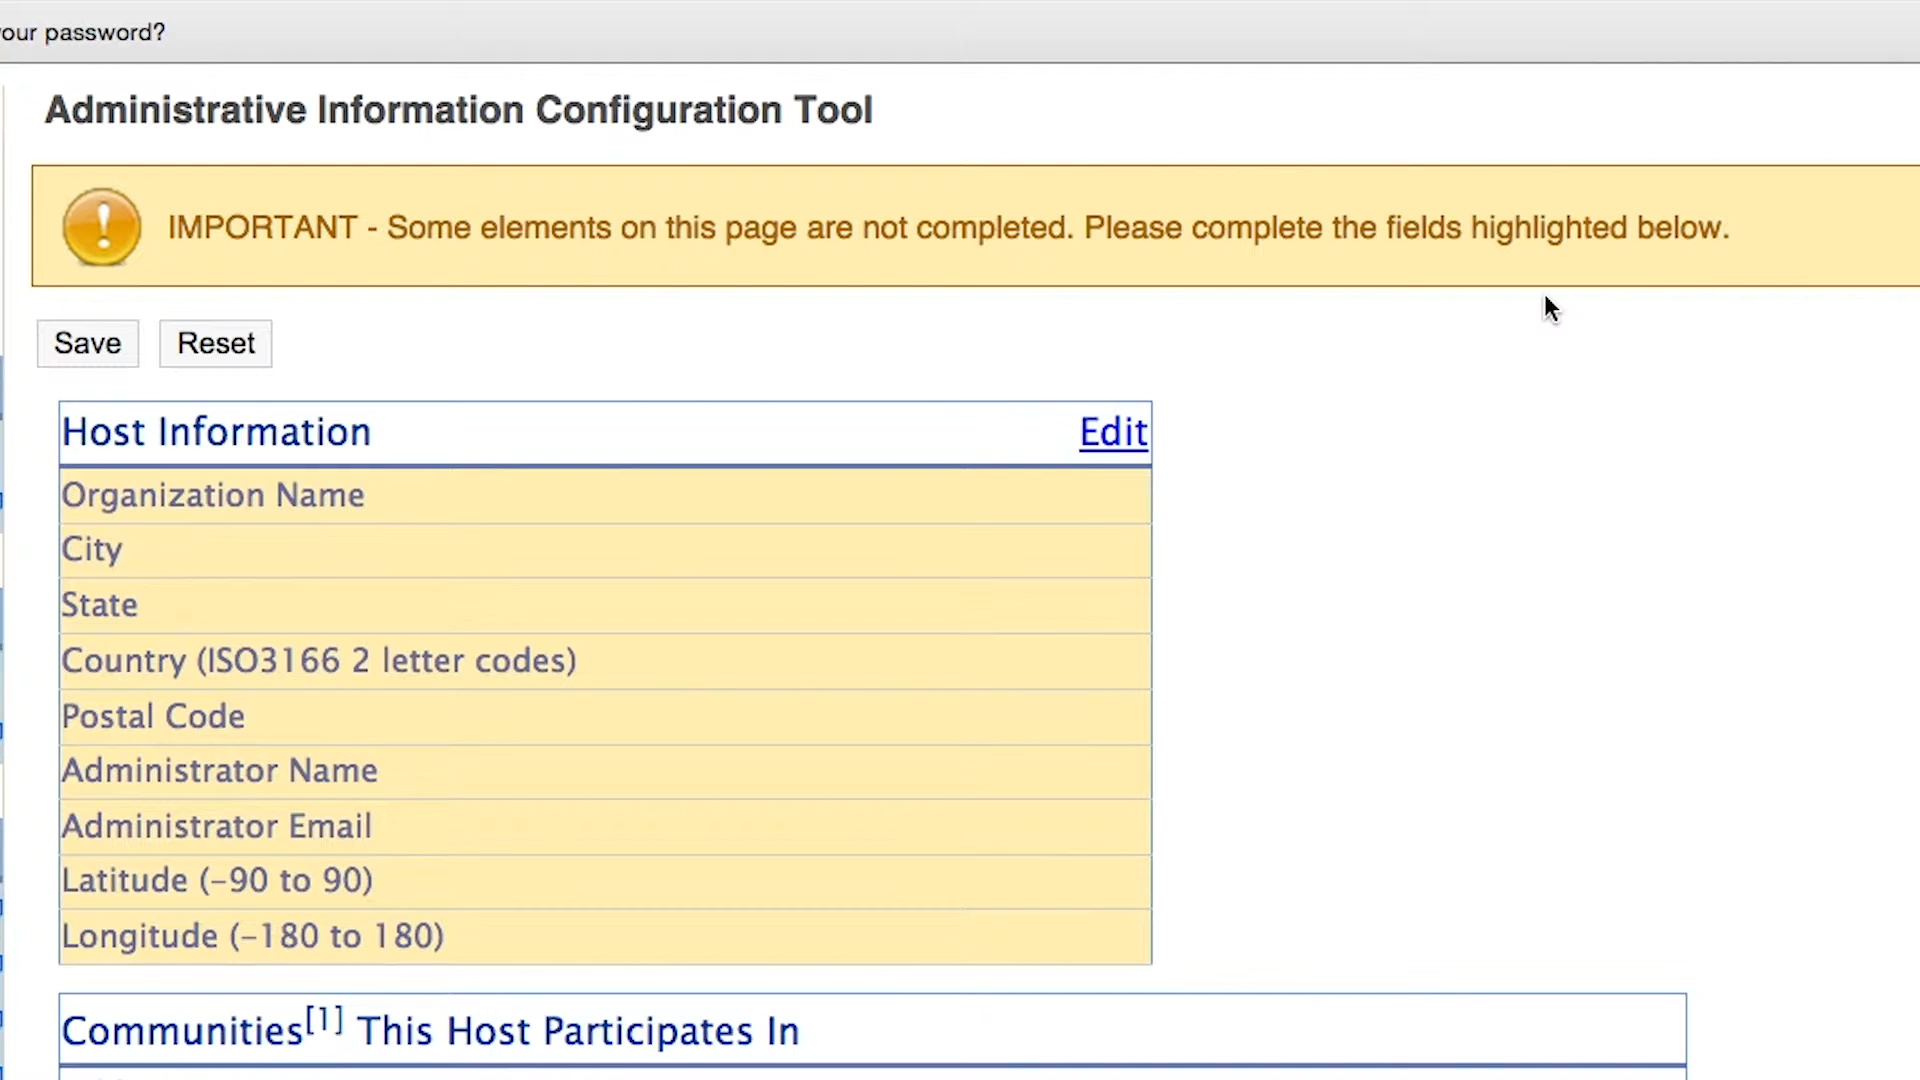 our password?
Administrative Information Configuration Tool
IMPORTANT - Some elements on this page are not completed. Please complete the fields highlighted below.
Save Reset
Host Information Edit
Organization Name
City
State
Country (ISO3166 2 letter codes)
Postal Code
Administrator Name
Administrator Email
Latitude (-90 to 90)
Longitude (-180 to 180)
Communities[1] This Host Participates In